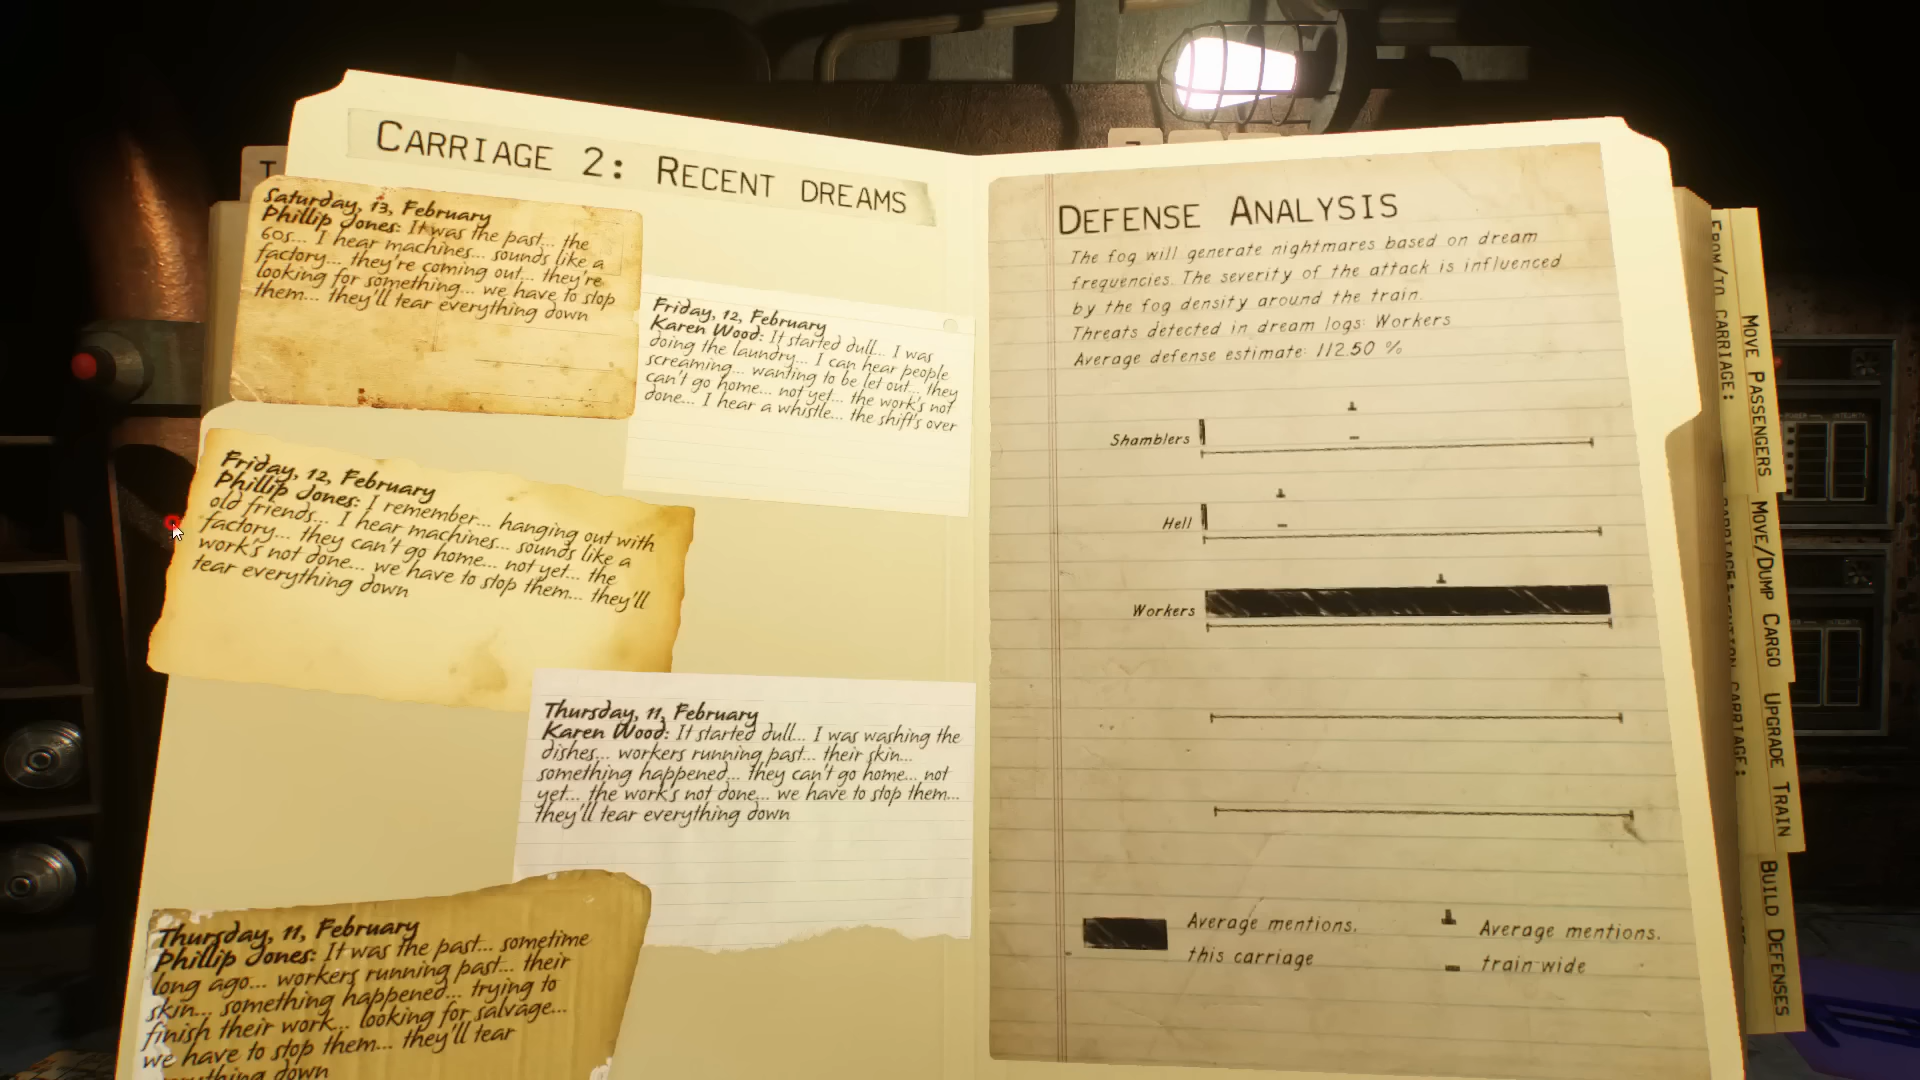 CARRIAGE 2: RECENT DREAMS
Saturday, 13, February
Phillip Jones: It was the past... the
60s... I hear machines... sounds like a
factory... they're coming out... they're
looking for something... we have to stop
them... they'll tear everything down
Friday, 12, February
Karen Wood: It started dull... I was
doing the laundry... I can hear people
screaming... wanting to be let out... they
can't go home... not yet... the work's not
done... I hear a whistle... the shift's over
Friday, 12, February
Phillip Jones: I remember... hanging out with
old friends... I hear machines... sounds like a
factory... they can't go home... not yet... the
work's not done... we have to stop them... they'll
tear everything down
Thursday, 11, February
Karen Wood: It started dull... I was washing the
dishes... workers running past... their skin...
something happened... they can't go home... not
yet... the work's not done... we have to stop them...
they'll tear everything down
Thursday, 11, February
Phillip Jones: It was the past... sometime
long ago... workers running past... their
skin... something happened... trying to
finish their work... looking for salvage...
we have to stop them... they'll tear
everything down
DEFENSE ANALYSIS
The fog will generate nightmares based on dream
frequencies. The severity of the attack is influenced
by the fog density around the train.
Threats detected in dream logs: Workers
Average defense estimate: 112.50 %
Shamblers
Hell
Workers
Average mentions,
this carriage
Average mentions,
train wide
FROM/TO CARRIAGE:
MOVE PASSENGERS
MOVE/DUMP CARGO
UPGRADE TRAIN
BUILD DEFENSES
CARRIAGE: